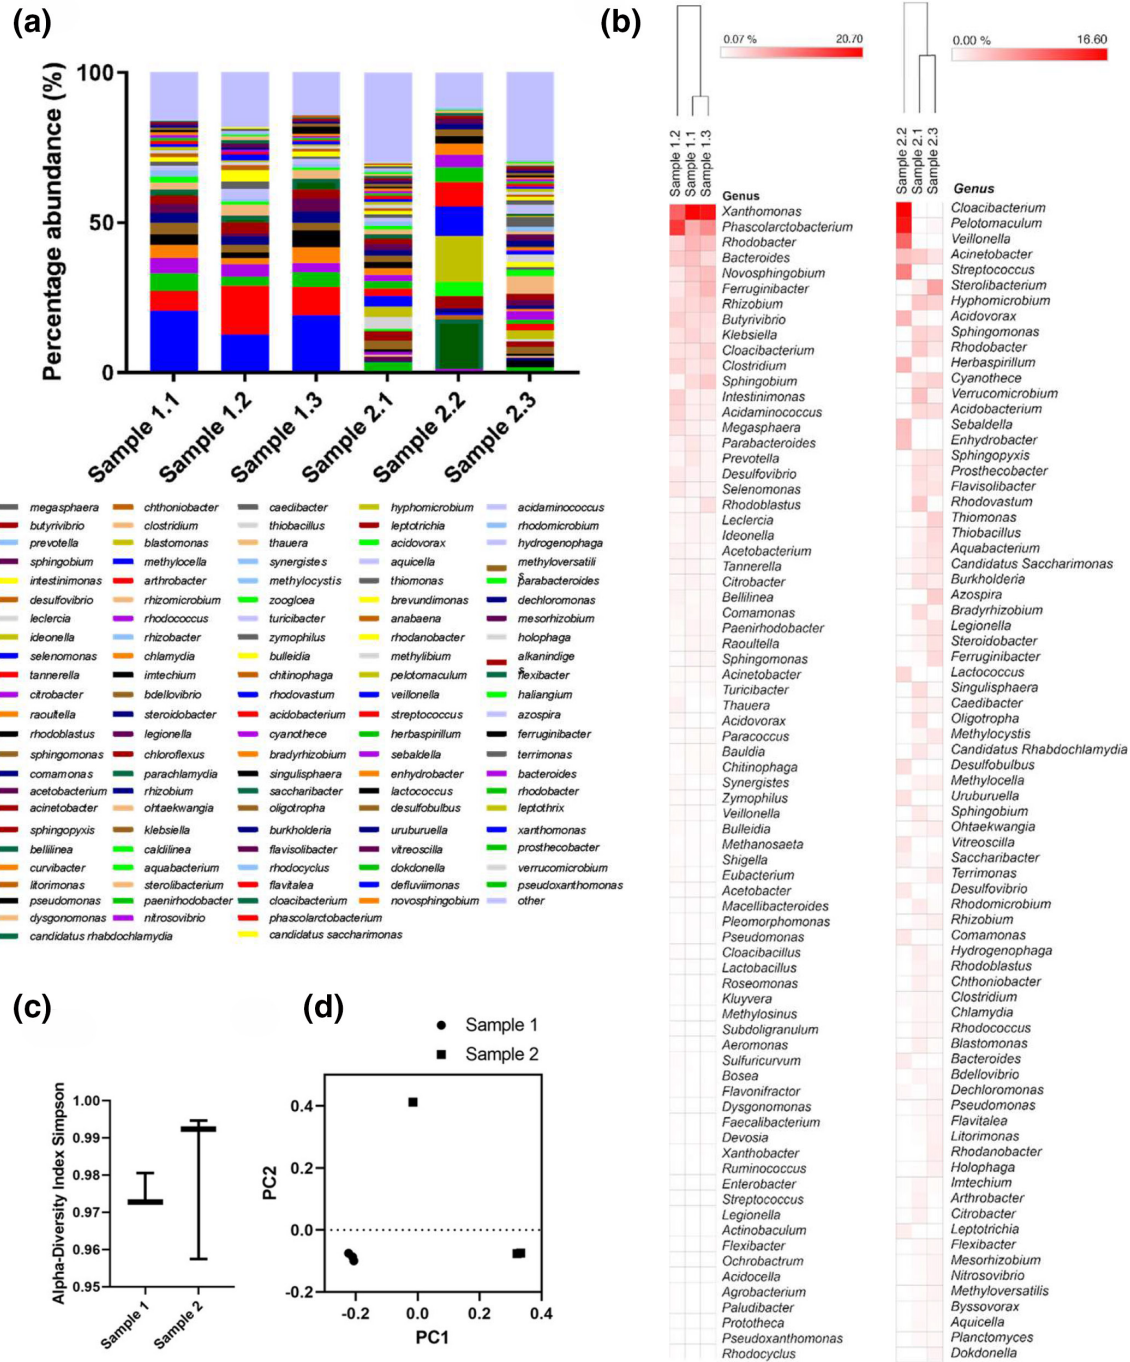 (a)
Percentage abundance (%)
100
50
0
Sample 1.1
Sample 1.2
Sample 1.3
Sample 2.1
Sample 2.2
Sample 2.3
megasphaera
butyrivibrio
prevotella
sphingobium
intestinimonas
desulfovibrio
leclercia
ideonella
selenomonas
tannerella
citrobacter
raoultella
rhodoblastus
sphingomonas
comamonas
acetobacterium
acinetobacter
sphingopyxis
bellilinea
curvibacter
litorimonas
pseudomonas
dysgonomonas
candidatus rhabdochlamydia
chthoniobacter
clostridium
blastomonas
methylocella
arthrobacter
rhizomicrobium
rhodococcus
rhizobacter
chlamydia
imtechium
bdellovibrio
steroidobacter
legionella
chloroflexus
parachlamydia
rhizobium
ohtaekwangia
klebsiella
caldilinea
aquabacterium
sterolibacterium
paenirhodobacter
nitrosovibrio
caedibacter
thiobacillus
thauera
synergistes
methylocystis
zoogloea
turicibacter
zymophilus
bulleidia
chitinophaga
rhodovastum
acidobacterium
cyanothece
bradyrhizobium
singulisphaera
saccharibacter
oligotropha
burkholderia
flavisolibacter
rhodocyclus
flavitalea
cloacibacterium
phascolarctobacterium
candidatus saccharimonas
hyphomicrobium
leptotrichia
acidovorax
aquicella
thiomonas
brevundimonas
anabaena
rhodanobacter
methylibium
pelotomaculum
veillonella
streptococcus
herbaspirillum
sebaldella
enhydrobacter
lactococcus
desulfobulbus
uruburuella
vitreoscilla
dokdonella
defluviimonas
novosphingobium
acidaminococcus
rhodomicrobium
hydrogenophaga
methyloversatili
s
parabacteroides
dechloromonas
mesorhizobium
holophaga
alkanindige
s
flexibacter
haliangium
azospira
ferruginibacter
terrimonas
bacteroides
rhodobacter
leptothrix
xanthomonas
prosthecobacter
verrucomicrobium
pseudoxanthomonas
other
(b)
0.07 %
20.70
Sample 1.2
Sample 1.1
Sample 1.3
Genus
Xanthomonas
Phascolarctobacterium
Rhodobacter
Bacteroides
Novosphingobium
Ferruginibacter
Rhizobium
Butyrivibrio
Klebsiella
Cloacibacterium
Clostridium
Sphingobium
Intestinimonas
Acidaminococcus
Megasphaera
Parabacteroides
Prevotella
Desulfovibrio
Selenomonas
Rhodoblastus
Leclercia
Ideonella
Acetobacterium
Tannerella
Citrobacter
Bellilinea
Comamonas
Paenirhodobacter
Raoultella
Sphingomonas
Acinetobacter
Turicibacter
Thauera
Acidovorax
Paracoccus
Bauldia
Chitinophaga
Synergistes
Zymophilus
Veillonella
Bulleidia
Methanosaeta
Shigella
Eubacterium
Acetobacter
Macellibacteroides
Pleomorphomonas
Pseudomonas
Cloacibacillus
Lactobacillus
Roseomonas
Kluyvera
Methylosinus
Subdoligranulum
Aeromonas
Sulfuricurvum
Bosea
Flavonifractor
Dysgonomonas
Faecalibacterium
Devosia
Xanthobacter
Ruminococcus
Enterobacter
Streptococcus
Legionella
Actinobaculum
Flexibacter
Ochrobactrum
Acidocella
Agrobacterium
Paludibacter
Prototheca
Pseudoxanthomonas
Rhodocyclus
0.00 %
16.60
Sample 2.2
Sample 2.1
Sample 2.3
Genus
Cloacibacterium
Pelotomaculum
Veillonella
Acinetobacter
Streptococcus
Sterolibacterium
Hyphomicrobium
Acidovorax
Sphingomonas
Rhodobacter
Herbaspirillum
Cyanothece
Verrucomicrobium
Acidobacterium
Sebaldella
Enhydrobacter
Sphingopyxis
Prosthecobacter
Flavisolibacter
Rhodovastum
Thiomonas
Thiobacillus
Aquabacterium
Candidatus Saccharimonas
Burkholderia
Azospira
Bradyrhizobium
Legionella
Steroidobacter
Ferruginibacter
Lactococcus
Singulisphaera
Caedibacter
Oligotropha
Methylocystis
Candidatus Rhabdochlamydia
Desulfobulbus
Methylocella
Uruburuella
Sphingobium
Ohtaekwangia
Vitreoscilla
Saccharibacter
Terrimonas
Desulfovibrio
Rhodomicrobium
Rhizobium
Comamonas
Hydrogenophaga
Rhodoblastus
Chthoniobacter
Clostridium
Chlamydia
Rhodococcus
Blastomonas
Bacteroides
Bdellovibrio
Dechloromonas
Pseudomonas
Flavitalea
Litorimonas
Rhodanobacter
Holophaga
Imtechium
Arthrobacter
Citrobacter
Leptotrichia
Flexibacter
Mesorhizobium
Nitrosovibrio
Methyloversatilis
Byssovorax
Aquicella
Planctomyces
Dokdonella
(c)
Alpha-Diversity Index Simpson
1.00
0.99
0.98
0.97
0.96
0.95
Sample 1
Sample 2
(d)
Sample 1
Sample 2
PC2
0.4
0.2
0.0
-0.2
-0.2
0.0
0.2
0.4
PC1